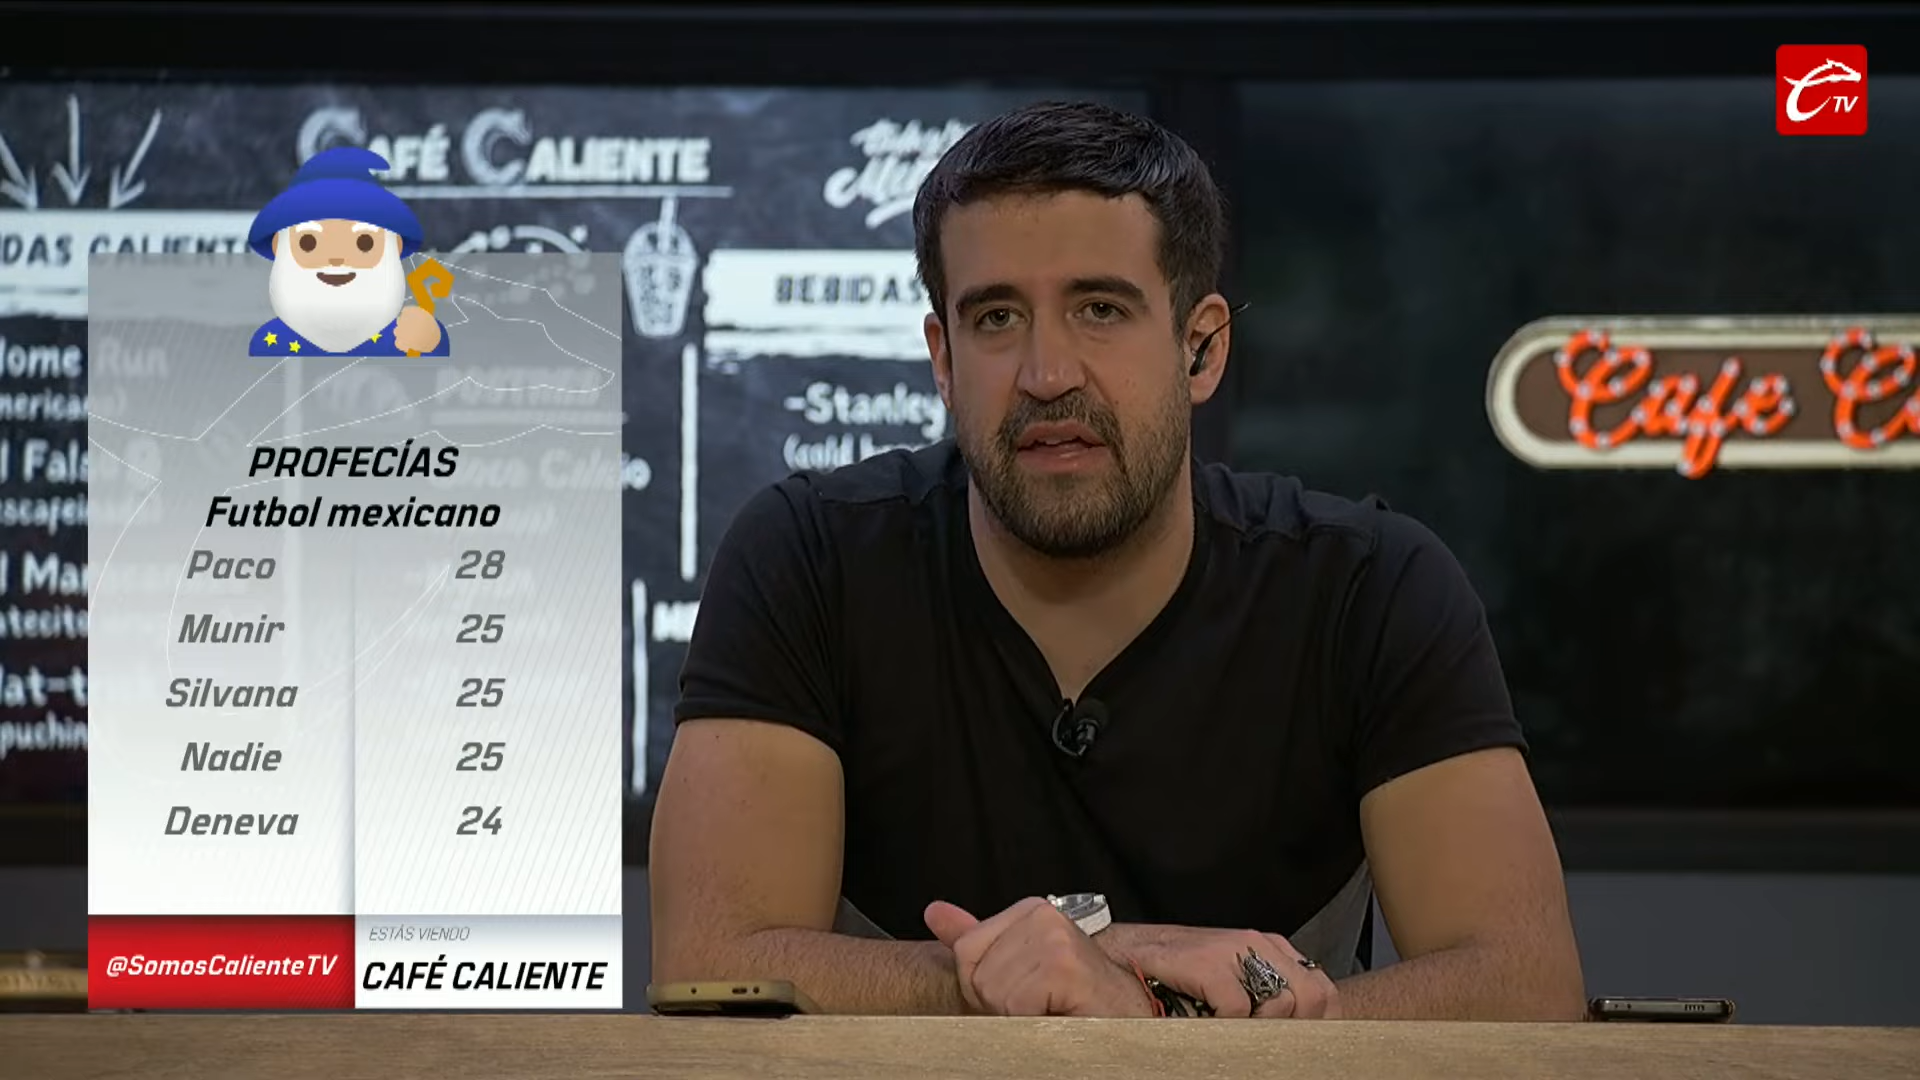 TV
CAFÉ CALIENTE
BEBIDAS
-Stanley
Café
PROFECÍAS
Futbol mexicano
Paco 28
Munir 25
Silvana 25
Nadie 25
Deneva 24
@SomosCalienteTV
ESTÁS VIENDO
CAFÉ CALIENTE